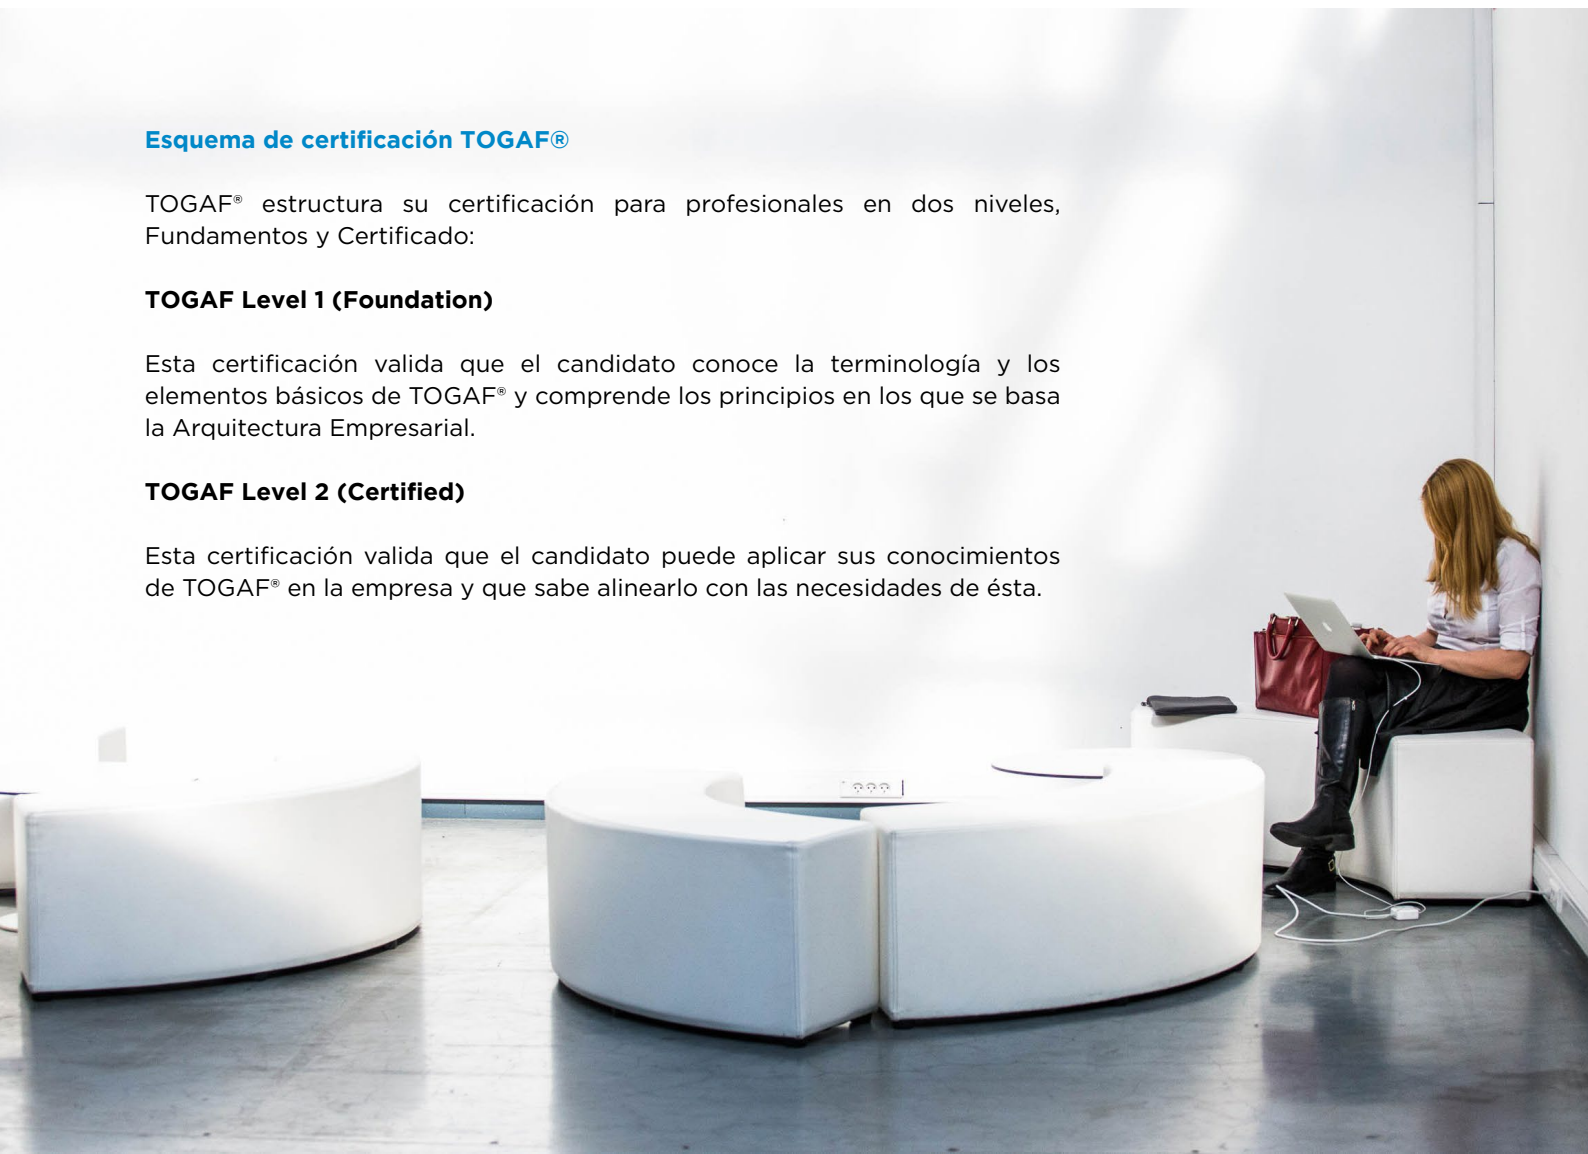 Esquema de certificación TOGAF®
TOGAF® estructura su certificación para profesionales en dos niveles,
Fundamentos y Certificado:
TOGAF Level 1 (Foundation)
Esta certificación valida que el candidato conoce la terminología y los
elementos básicos de TOGAF® y comprende los principios en los que se basa
la Arquitectura Empresarial.
TOGAF Level 2 (Certified)
Esta certificación valida que el candidato puede aplicar sus conocimientos
de TOGAF® en la empresa y que sabe alinearlo con las necesidades de ésta.